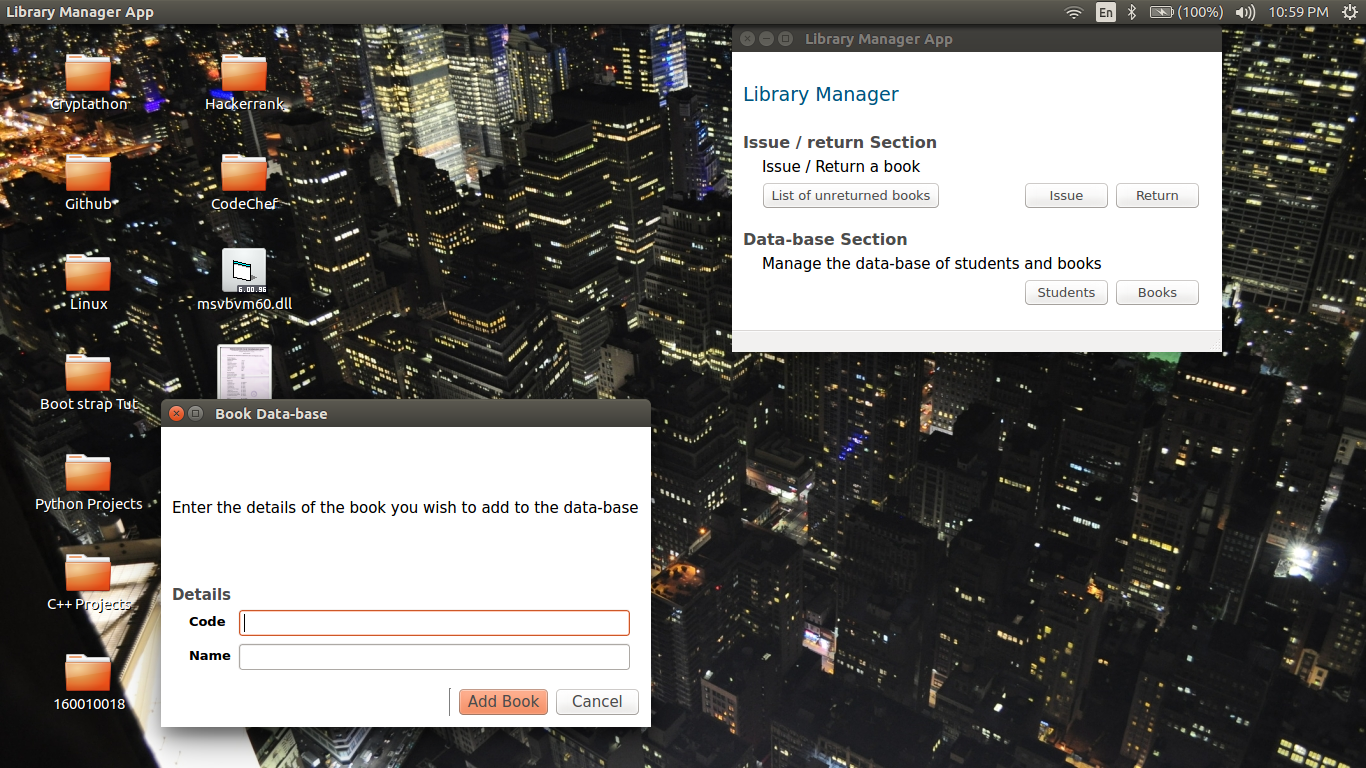 Library Manager App
En
(100%)
10:59 PM
Cryptathon
Hackerrank
Github
CodeChef
Linux
msvbvm60.dll
6.00.96
Boot strap Tut
Python Projects
C++ Projects
160010018
Library Manager App
Library Manager
Issue / return Section
Issue / Return a book
List of unreturned books
Issue
Return
Data-base Section
Manage the data-base of students and books
Students
Books
Book Data-base
Enter the details of the book you wish to add to the data-base
Details
Code
Name
Add Book
Cancel